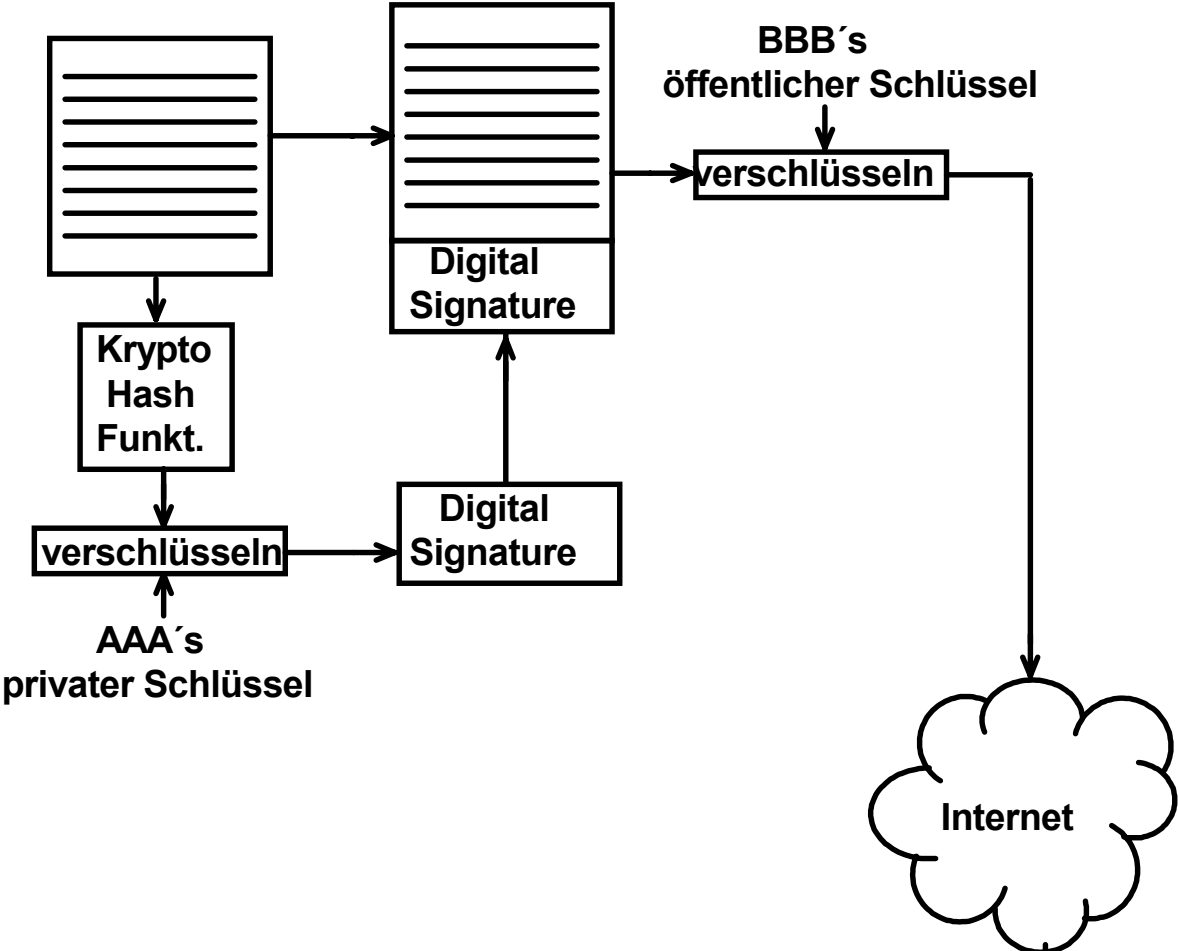 BBB´s
öffentlicher Schlüssel
verschlüsseln
Digital
Signature
Krypto
Hash
Funkt.
Digital
Signature
verschlüsseln
AAA´s
privater Schlüssel
Internet